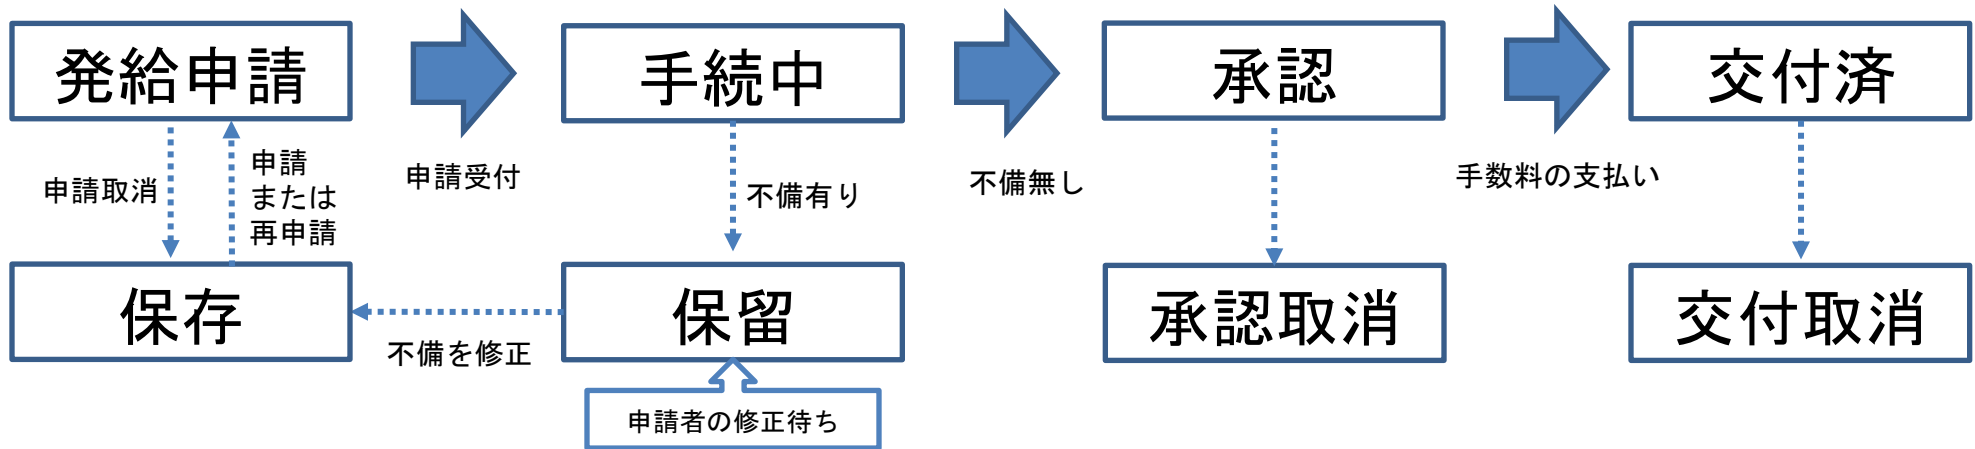 発給申請
手続中
承認
交付済
申請取消
申請
または
再申請
申請受付
不備有り
不備無し
手数料の支払い
保存
保留
承認取消
交付取消
不備を修正
申請者の修正待ち